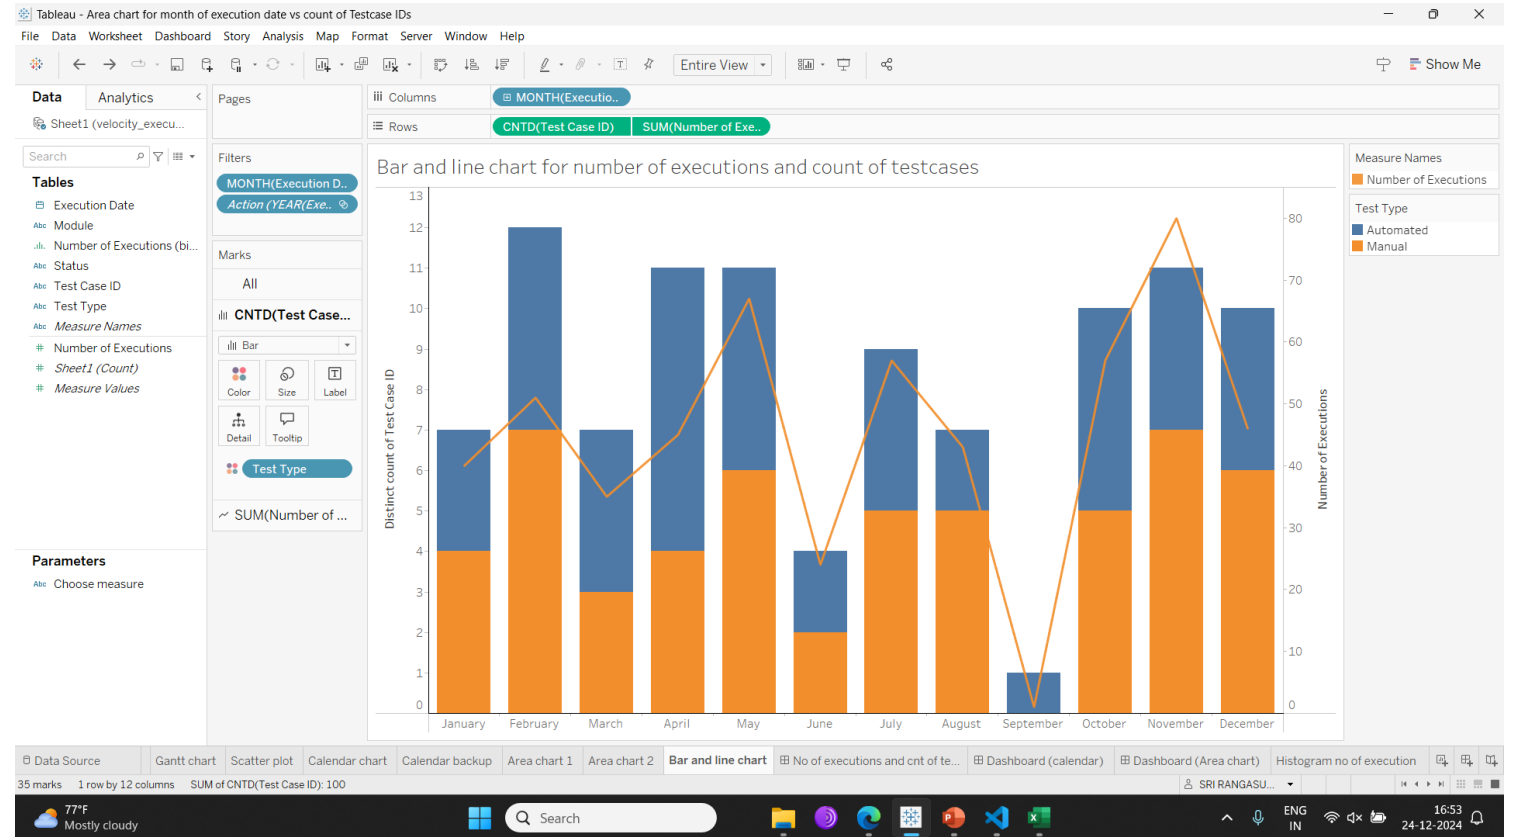 Tableau - Area chart for month of execution date vs count of Testcase IDs
File Data Worksheet Dashboard Story Analysis Map Format Server Window Help
Entire View
Show Me
Data Analytics
Sheet1 (velocity_execu...
Search
Tables
Execution Date
Abc Module
Number of Executions (bi...
Abc Status
Abc Test Case ID
Abc Test Type
Abc Measure Names
# Number of Executions
# Sheet1 (Count)
# Measure Values
Parameters
Abc Choose measure
Pages
Filters
MONTH(Execution D..
Action (YEAR(Exe..
Marks
All
CNTD(Test Case...
Bar
Color Size Label
Detail Tooltip
Test Type
SUM(Number of ...
Columns MONTH(Executio..
Rows CNTD(Test Case ID) SUM(Number of Exe..
Bar and line chart for number of executions and count of testcases
Distinct count of Test Case ID
13
12
11
10
9
8
7
6
5
4
3
2
1
0
January February March April May June July August September October November December
80
70
60
50
40
30
20
10
0
Number of Executions
Measure Names
Number of Executions
Test Type
Automated
Manual
Data Source Gantt chart Scatter plot Calendar chart Calendar backup Area chart 1 Area chart 2 Bar and line chart No of executions and cnt of te... Dashboard (calendar) Dashboard (Area chart) Histogram no of execution
35 marks 1 row by 12 columns SUM of CNTD(Test Case ID): 100 SRI RANGASU...
77°F
Mostly cloudy
Search
ENG
IN
16:53
24-12-2024